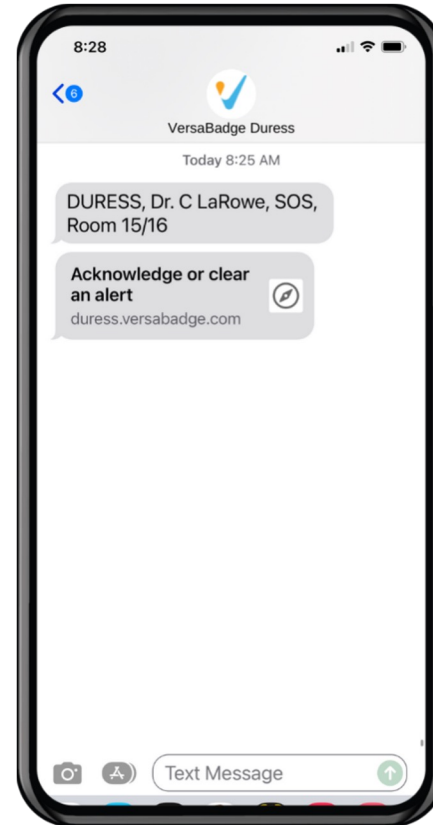 8:28
6
VersaBadge Duress
Today 8:25 AM
DURESS, Dr. C LaRowe, SOS,
Room 15/16
Acknowledge or clear
an alert
duress.versabadge.com
Text Message